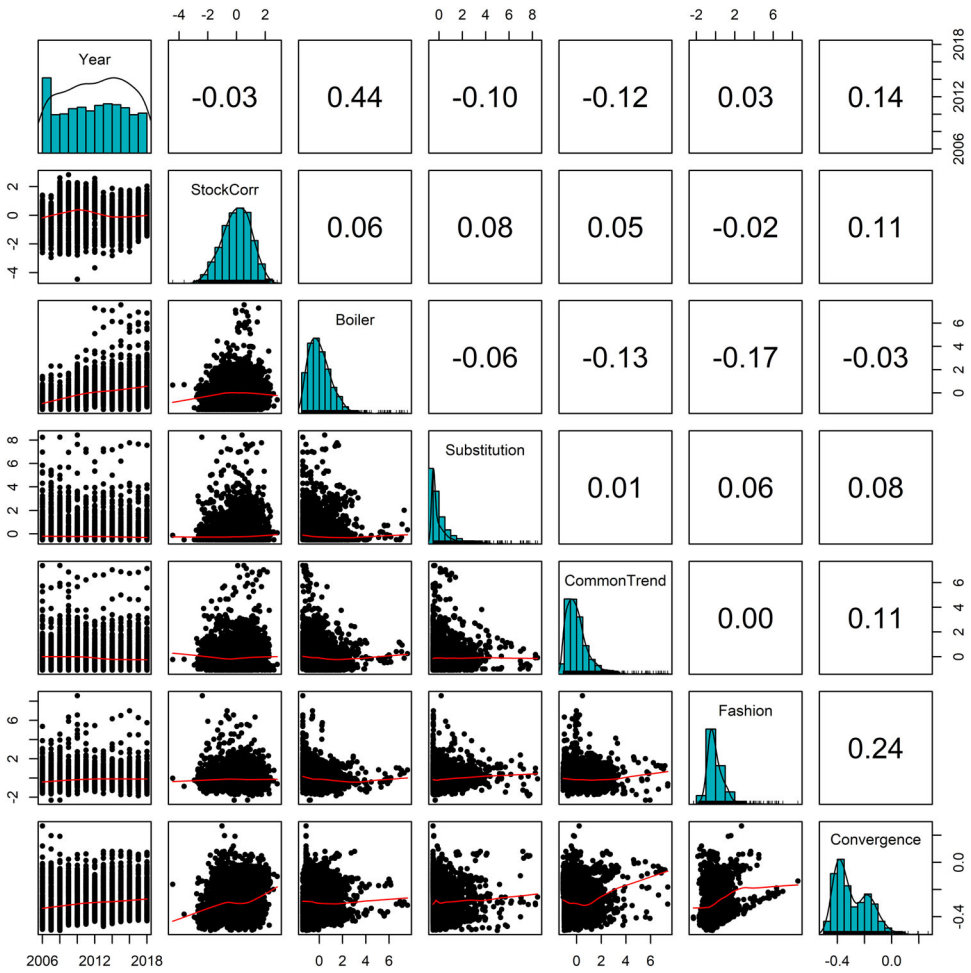 -4 -2 0 2 0 2 4 6 8 -2 2 6
Year -0.03 0.44 -0.10 -0.12 0.03 0.14 2006 2012 2018
-4 -2 0 2 StockCorr 0.06 0.08 0.05 -0.02 0.11
Boiler -0.06 -0.13 -0.17 -0.03 0 2 4 6
0 2 4 6 8 Substitution 0.01 0.06 0.08
CommonTrend 0.00 0.11 0 2 4 6
-2 2 6 Fashion 0.24
Convergence -0.4 0.0
2006 2012 2018 0 2 4 6 0 2 4 6 -0.4 0.0